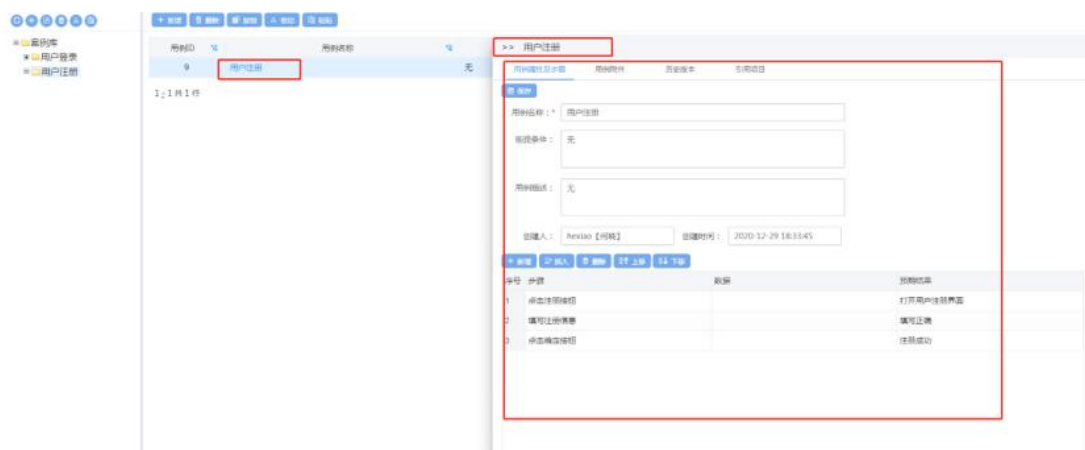 + 新增 删除 复制 剪切 粘贴
案例库
用户登录
用户注册
用例ID 用例名称
9 用户注册 无
1-1 共 1 件
>> 用户注册
用例属性及步骤 用例附件 历史版本 引用项目
保存
用例名称：* 用户注册
前提条件： 无
用例描述： 无
创建人： hexiao【何晓】 创建时间： 2020-12-29 18:33:45
+ 新增 插入 删除 上移 下移
序号 步骤 数据 预期结果
1 点击注册按钮 打开用户注册界面
2 填写注册信息 填写正确
3 点击确定按钮 注册成功